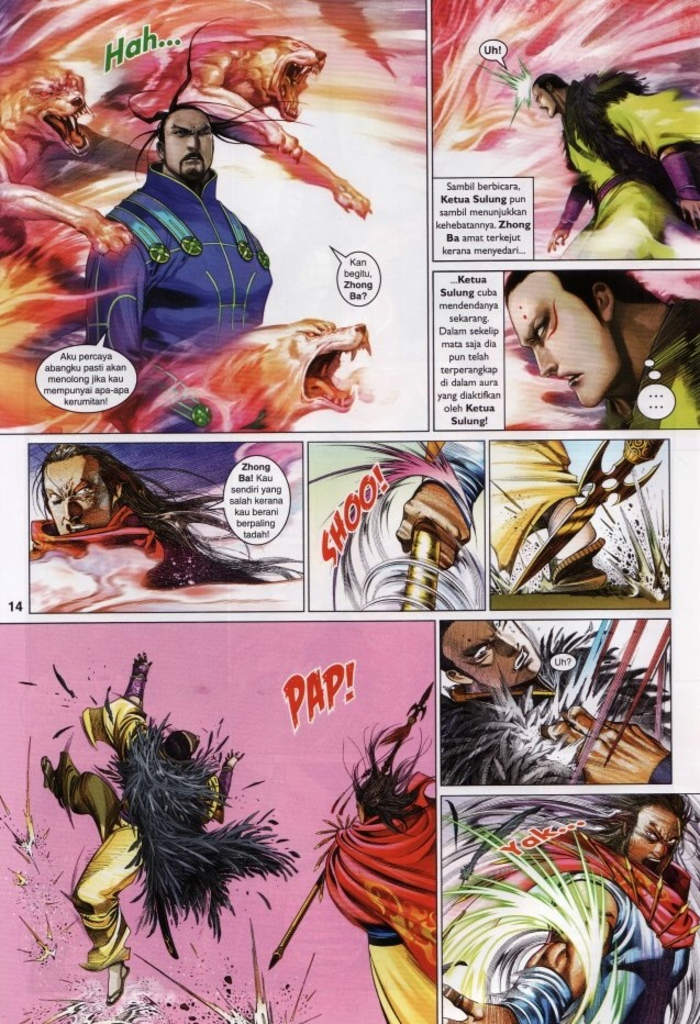 Hah...
Kan
begitu,
Zhong
Ba?
Aku percaya
abangku pasti akan
menolong jika kau
mempunyai apa-apa
kerumitan!
Uh!
Sambil berbicara,
Ketua Sulung pun
sambil menunjukkan
kehebatannya. Zhong
Ba amat terkejut
kerana menyedari...
...Ketua
Sulung cuba
mendendanya
sekarang.
Dalam sekelip
mata saja dia
pun telah
terperangkap
di dalam aura
yang diaktifkan
oleh Ketua
Sulung!
... ...
Zhong
Ba! Kau
sendiri yang
salah kerana
kau berani
berpaling
tadah!
SHOO!
14
PAP!
Uh?
Yak...